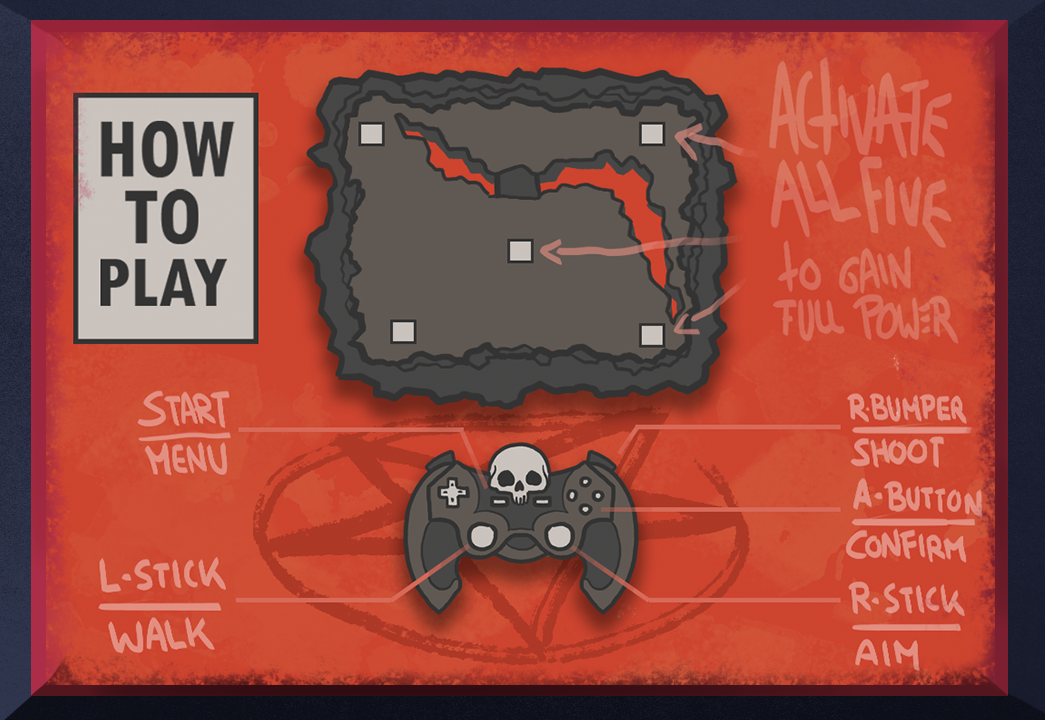 HOW
TO
PLAY
ACTIVATE
ALL FIVE
TO GAIN
FULL POWER
START
MENU
L·STICK
WALK
R·BUMPER
SHOOT
A·BUTTON
CONFIRM
R·STICK
AIM